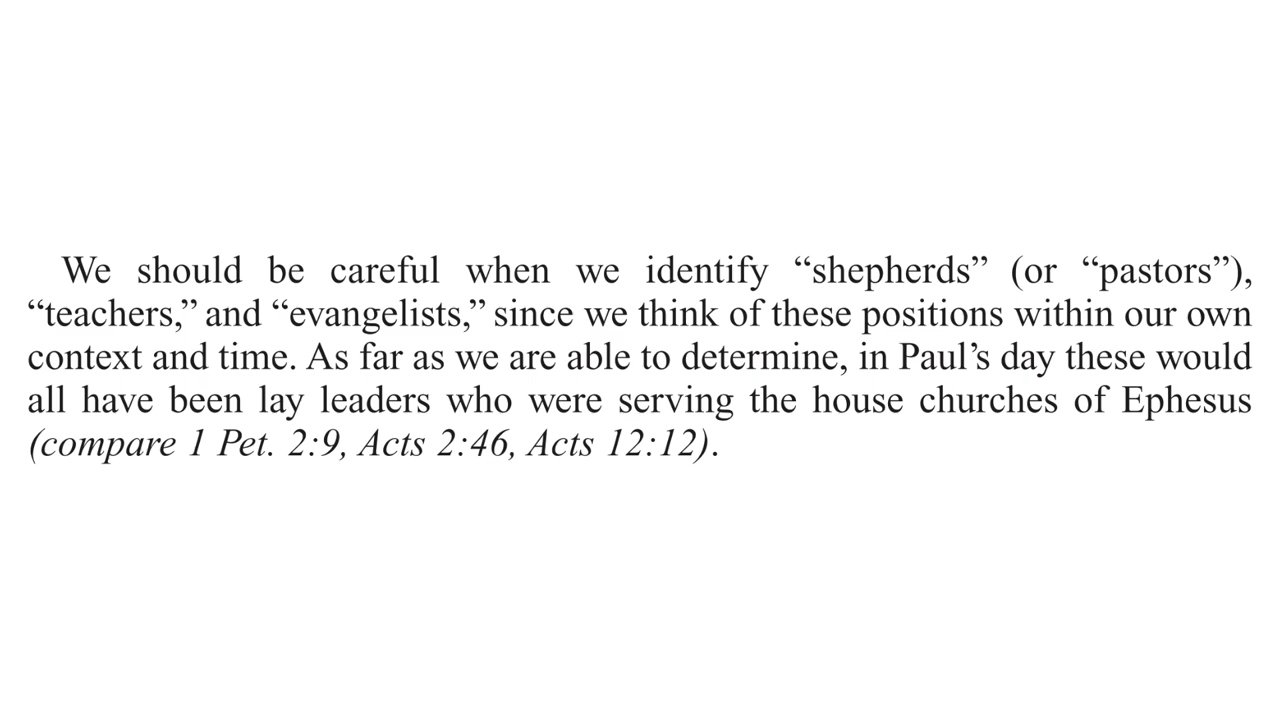 We should be careful when we identify “shepherds” (or “pastors”),
“teachers,” and “evangelists,” since we think of these positions within our own
context and time. As far as we are able to determine, in Paul’s day these would
all have been lay leaders who were serving the house churches of Ephesus
(compare 1 Pet. 2:9, Acts 2:46, Acts 12:12).